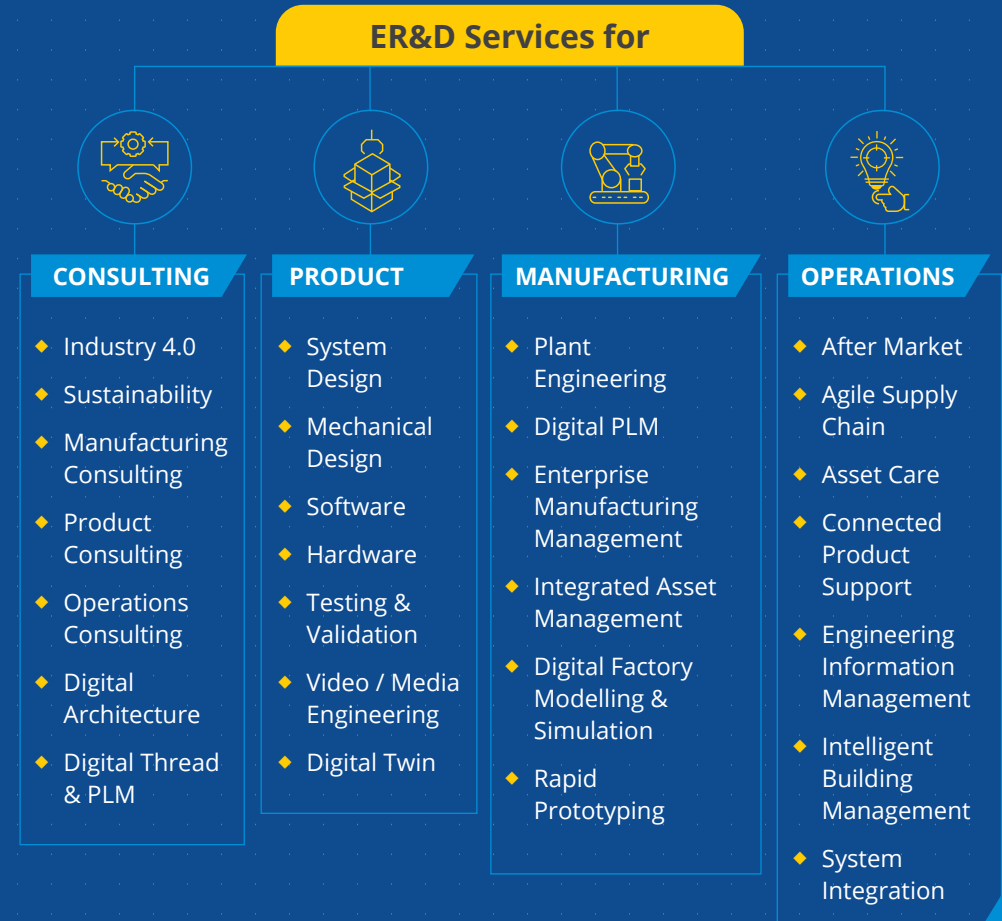 ER&D Services for
CONSULTING
Industry 4.0
Sustainability
Manufacturing
Consulting
Product
Consulting
Operations
Consulting
Digital
Architecture
Digital Thread
& PLM
PRODUCT
System
Design
Mechanical
Design
Software
Hardware
Testing &
Validation
Video / Media
Engineering
Digital Twin
MANUFACTURING
Plant
Engineering
Digital PLM
Enterprise
Manufacturing
Management
Integrated Asset
Management
Digital Factory
Modelling &
Simulation
Rapid
Prototyping
OPERATIONS
After Market
Agile Supply
Chain
Asset Care
Connected
Product
Support
Engineering
Information
Management
Intelligent
Building
Management
System
Integration